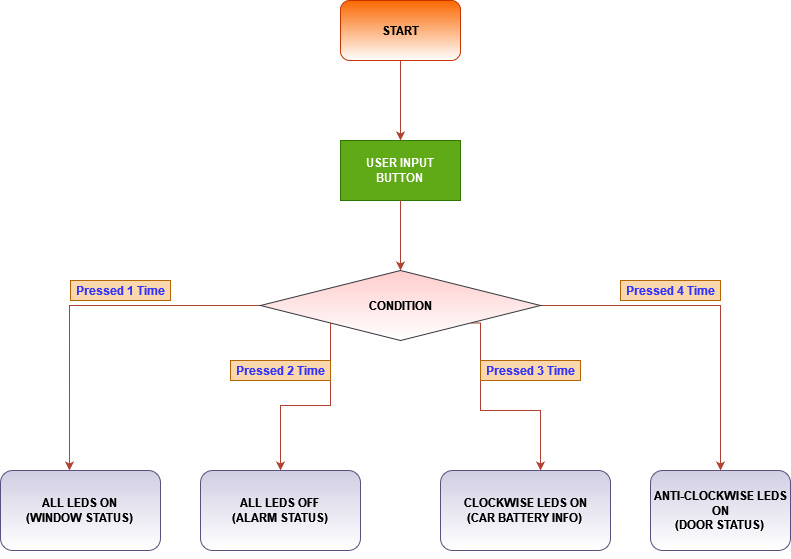 START
USER INPUT
BUTTON
CONDITION
Pressed 1 Time
Pressed 4 Time
Pressed 2 Time
Pressed 3 Time
ALL LEDS ON
(WINDOW STATUS)
ALL LEDS OFF
(ALARM STATUS)
CLOCKWISE LEDS ON
(CAR BATTERY INFO)
ANTI-CLOCKWISE LEDS
ON
(DOOR STATUS)